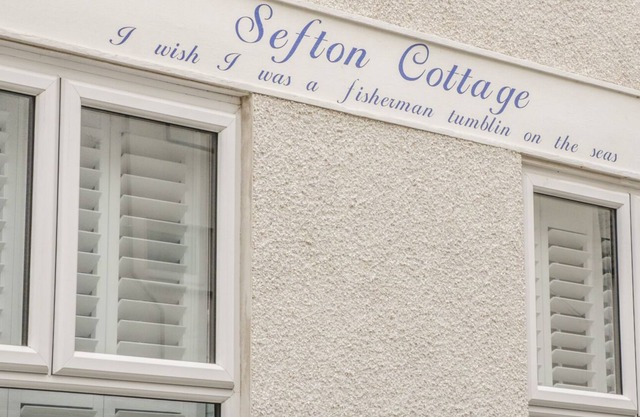 Sefton Cottage
I wish I was a fisherman tumblin on the seas